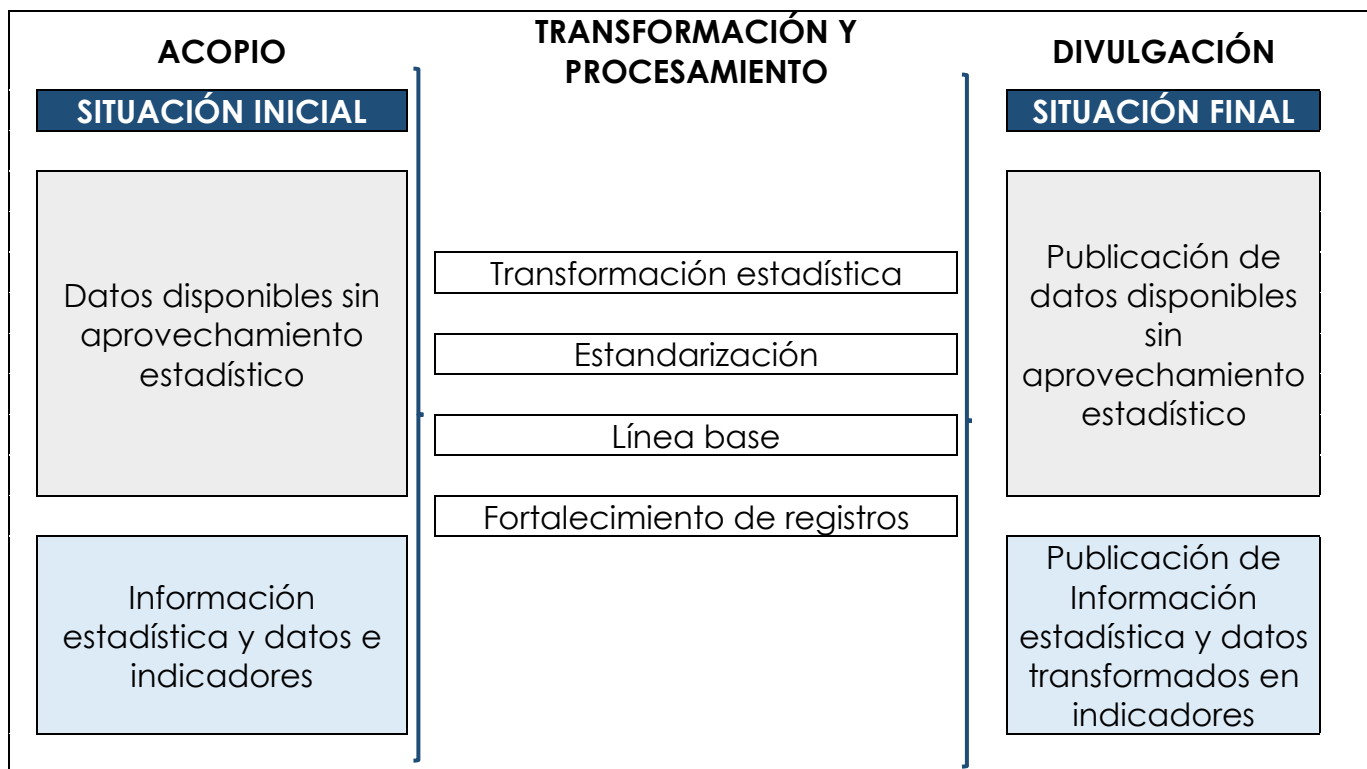 ACOPIO
TRANSFORMACIÓN Y
PROCESAMIENTO
DIVULGACIÓN
SITUACIÓN INICIAL
SITUACIÓN FINAL
Datos disponibles sin
aprovechamiento
estadístico
Información
estadística y datos e
indicadores
Transformación estadística
Estandarización
Línea base
Fortalecimiento de registros
Publicación de
datos disponibles
sin
aprovechamiento
estadístico
Publicación de
Información
estadística y datos
transformados en
indicadores